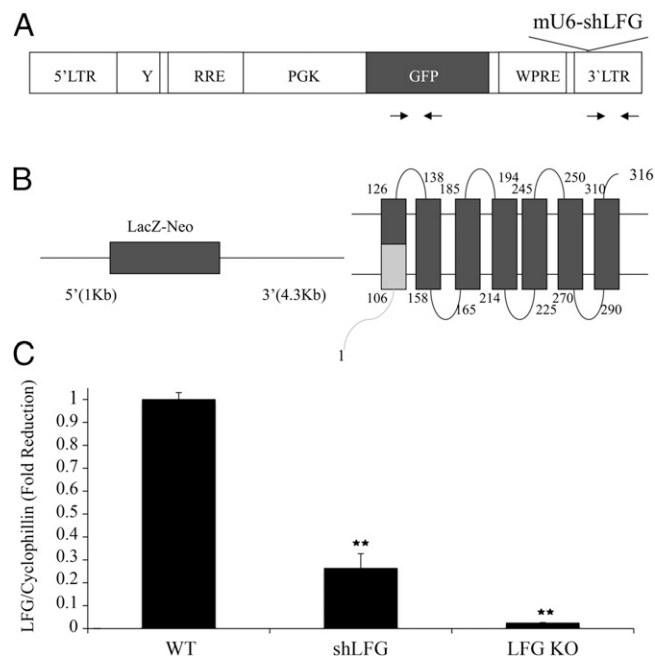 A
mU6-shLFG
5'LTR Y RRE PGK GFP WPRE 3`LTR
B
LacZ-Neo
5'(1Kb) 3'(4.3Kb)
126 138 185 194 245 250 310 316
106 158 165 214 225 270 290
1
C
LFG/Cyclophillin (Fold Reduction)
1
0.9
0.8
0.7
0.6
0.5
0.4
0.3
0.2
0.1
0
★★
★★
WT shLFG LFG KO